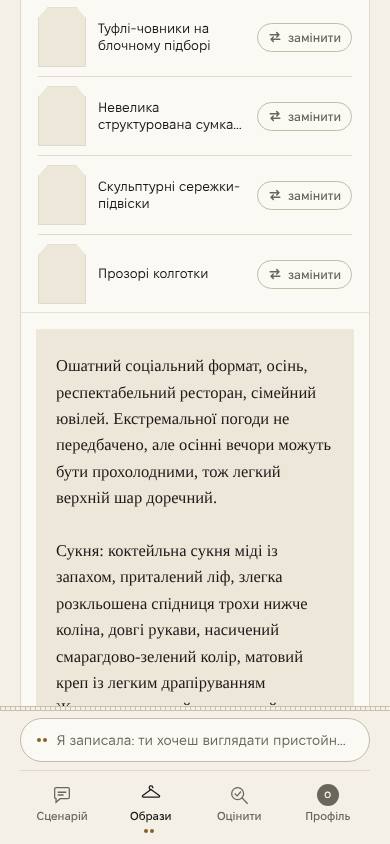 Туфлі-човники на
блочному підборі
замінити
Невелика
структурована сумка...
замінити
Скульптурні сережки-
підвіски
замінити
Прозорі колготки
замінити
Ошатний соціальний формат, осінь,
респектабельний ресторан, сімейний
ювілей. Екстремальної погоди не
передбачено, але осінні вечори можуть
бути прохолодними, тож легкий
верхній шар доречний.
Сукня: коктейльна сукня міді із
запахом, приталений ліф, злегка
розкльошена спідниця трохи нижче
коліна, довгі рукави, насичений
смарагдово-зелений колір, матовий
креп із легким драпіруванням
Я записала: ти хочеш виглядати пристойн...
Сценарій
Образи
Оцінити
О
Профіль